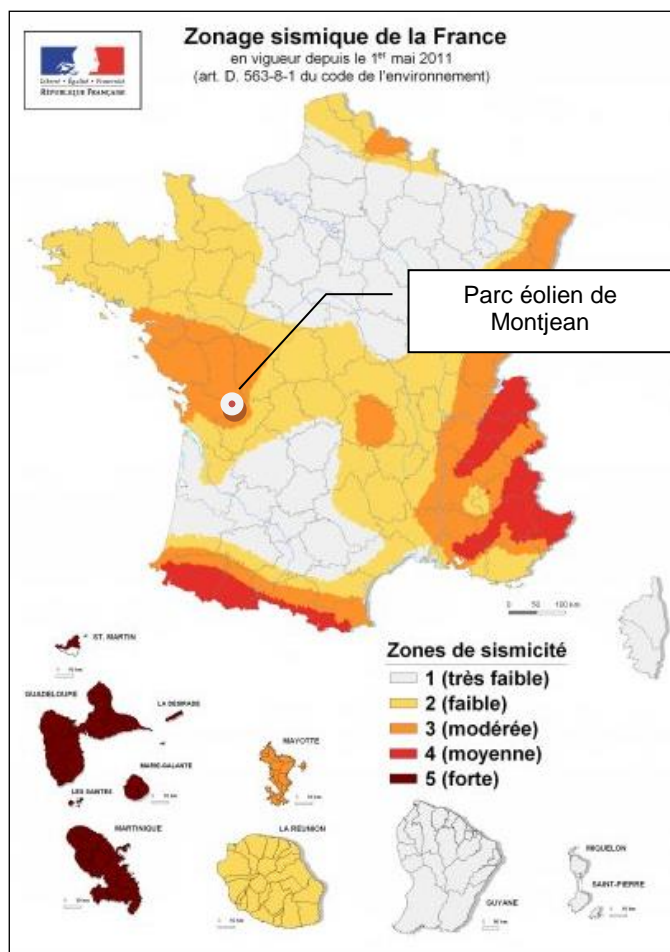 Zonage sismique de la France
en vigueur depuis le 1er mai 2011
(art. D. 563-8-1 du code de l'environnement)
Liberté • Égalité • Fraternité
RÉPUBLIQUE FRANÇAISE
Parc éolien de
Montjean
0 50 100 km
Zones de sismicité
1 (très faible)
2 (faible)
3 (modérée)
4 (moyenne)
5 (forte)
ST. MARTIN
GUADELOUPE
LA DÉSIRADE
MARIE-GALANTE
LES SAINTES
MARTINIQUE
MAYOTTE
LA RÉUNION
GUYANE
MIQUELON
SAINT-PIERRE